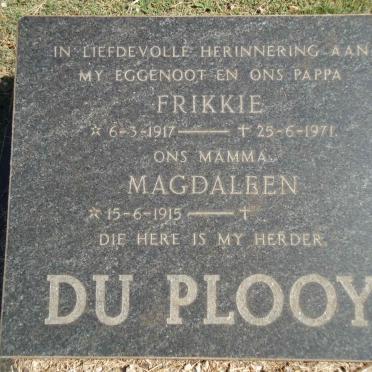 IN LIEFDEVOLLE HERINNERING AAN
MY EGGENOOT EN ONS PAPPA
FRIKKIE
☆ 6-3-1917 —— ✝ 25-6-1971.
ONS MAMMA
MAGDALEEN
☆ 15-6-1915 —— ✝
DIE HERE IS MY HERDER.
DU PLOOY